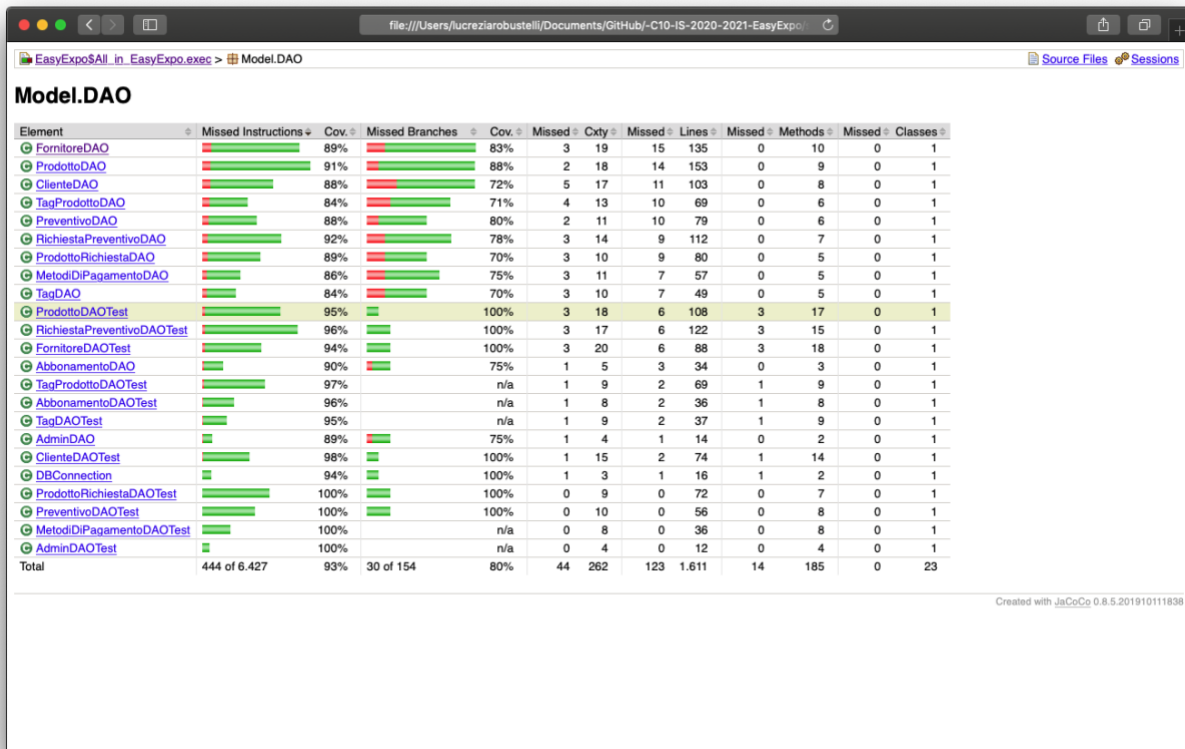 file:///Users/lucreziarobustelli/Documents/GitHub/-C10-IS-2020-2021-EasyExpo/
EasyExpo$All_in_EasyExpo.exec > Model.DAO Source Files Sessions
Model.DAO
Element Missed Instructions Cov. Missed Branches Cov. Missed Cxty Missed Lines Missed Methods Missed Classes
FornitoreDAO 89% 83% 3 19 15 135 0 10 0 1
ProdottoDAO 91% 88% 2 18 14 153 0 9 0 1
ClienteDAO 88% 72% 5 17 11 103 0 8 0 1
TagProdottoDAO 84% 71% 4 13 10 69 0 6 0 1
PreventivoDAO 88% 80% 2 11 10 79 0 6 0 1
RichiestaPreventivoDAO 92% 78% 3 14 9 112 0 7 0 1
ProdottoRichiestaDAO 89% 70% 3 10 9 80 0 5 0 1
MetodiDiPagamentoDAO 86% 75% 3 11 7 57 0 5 0 1
TagDAO 84% 70% 3 10 7 49 0 5 0 1
ProdottoDAOTest 95% 100% 3 18 6 108 3 17 0 1
RichiestaPreventivoDAOTest 96% 100% 3 17 6 122 3 15 0 1
FornitoreDAOTest 94% 100% 3 20 6 88 3 18 0 1
AbbonamentoDAO 90% 75% 1 5 3 34 0 3 0 1
TagProdottoDAOTest 97% n/a 1 9 2 69 1 9 0 1
AbbonamentoDAOTest 96% n/a 1 8 2 36 1 8 0 1
TagDAOTest 95% n/a 1 9 2 37 1 9 0 1
AdminDAO 89% 75% 1 4 1 14 0 2 0 1
ClienteDAOTest 98% 100% 1 15 2 74 1 14 0 1
DBConnection 94% 100% 1 3 1 16 1 2 0 1
ProdottoRichiestaDAOTest 100% 100% 0 9 0 72 0 7 0 1
PreventivoDAOTest 100% 100% 0 10 0 56 0 8 0 1
MetodiDiPagamentoDAOTest 100% n/a 0 8 0 36 0 8 0 1
AdminDAOTest 100% n/a 0 4 0 12 0 4 0 1
Total 444 of 6.427 93% 30 of 154 80% 44 262 123 1.611 14 185 0 23
Created with JaCoCo 0.8.5.201910111838